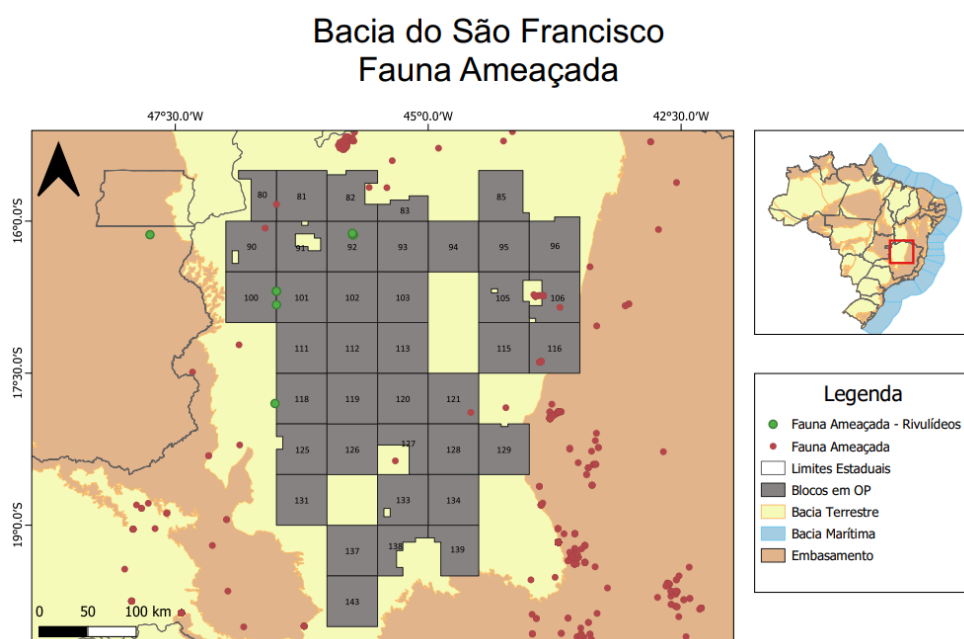 Bacia do São Francisco
Fauna Ameaçada
47°30.0'W 45°0.0'W 42°30.0'W
16°0.0'S
17°30.0'S
19°0.0'S
80 81 82 83 85
90 91 92 93 94 95 96
100 101 102 103 105 106
111 112 113 115 116
118 119 120 121
125 126 127 128 129
131 133 134
137 138 139
143
0 50 100 km
Legenda
Fauna Ameaçada - Rivulídeos
Fauna Ameaçada
Limites Estaduais
Blocos em OP
Bacia Terrestre
Bacia Marítima
Embasamento